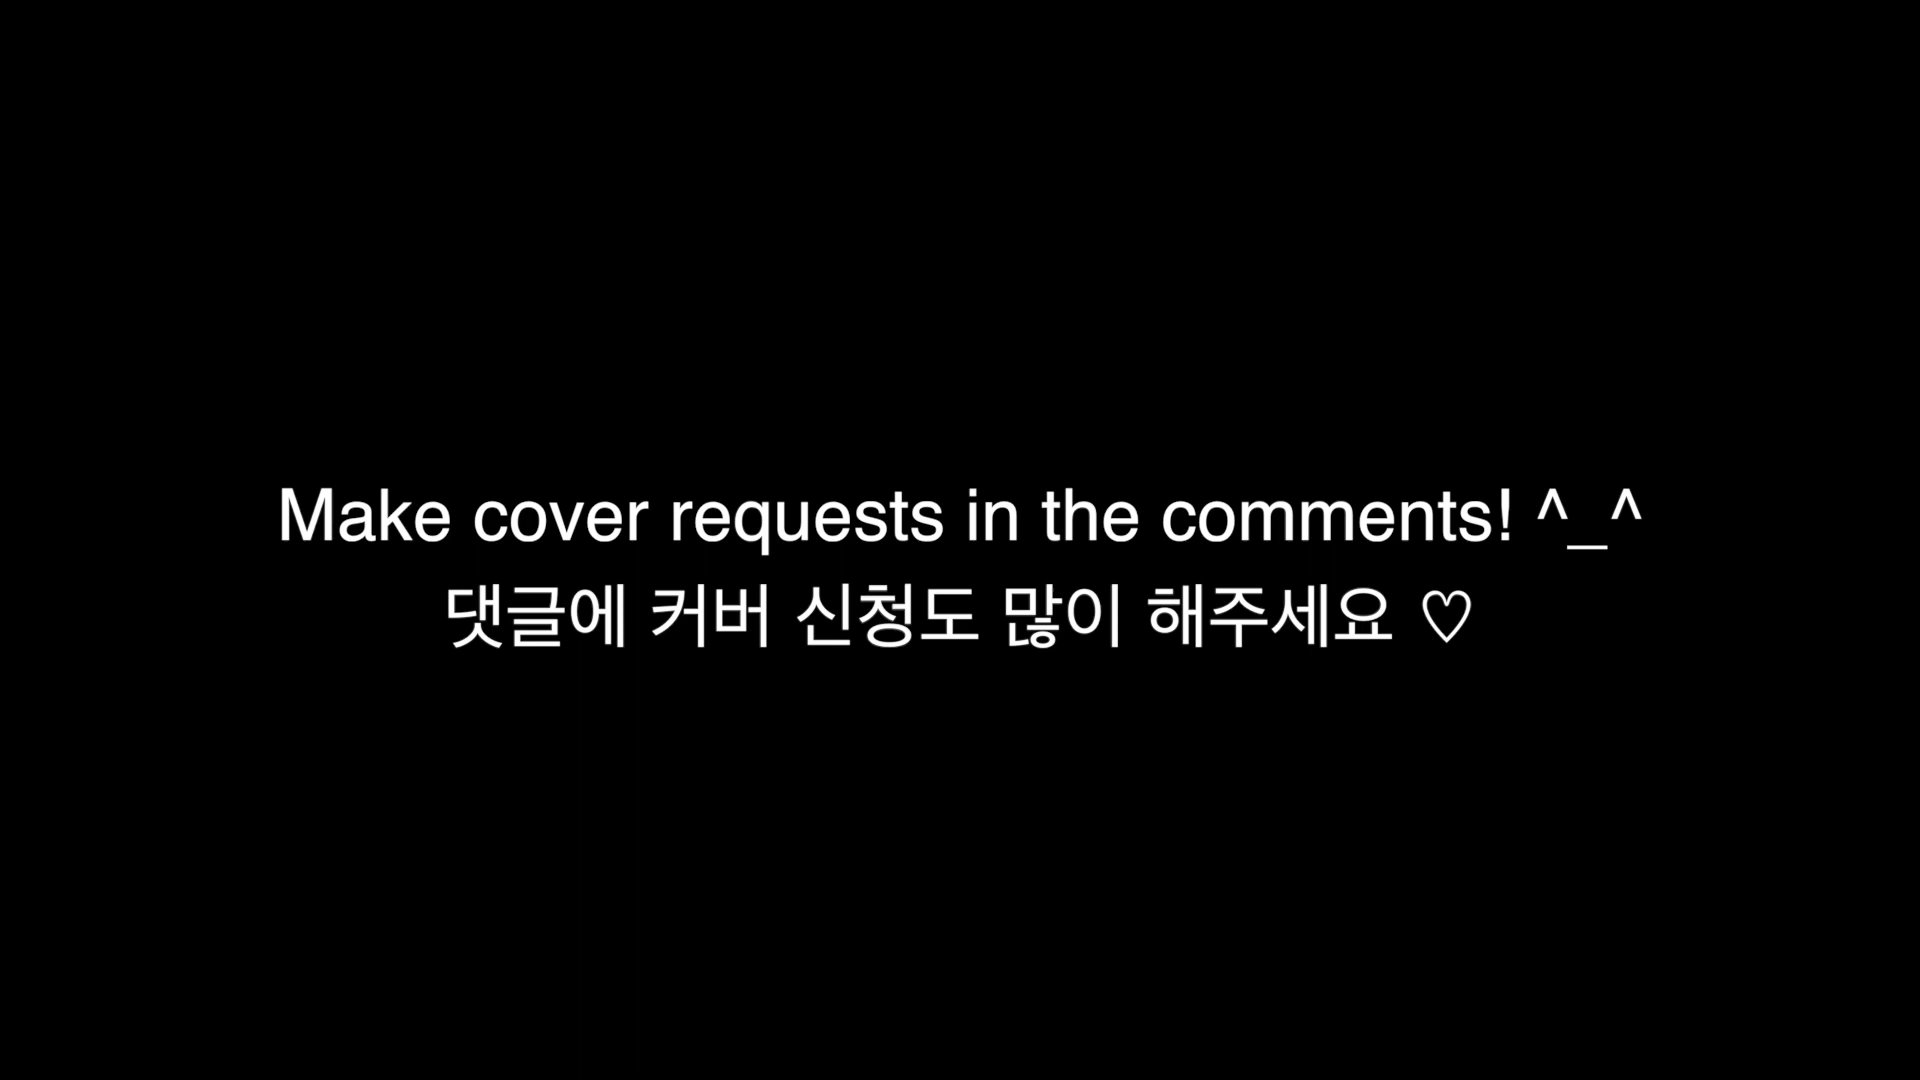 Make cover requests in the comments! ^_^
댓글에 커버 신청도 많이 해주세요 ♡